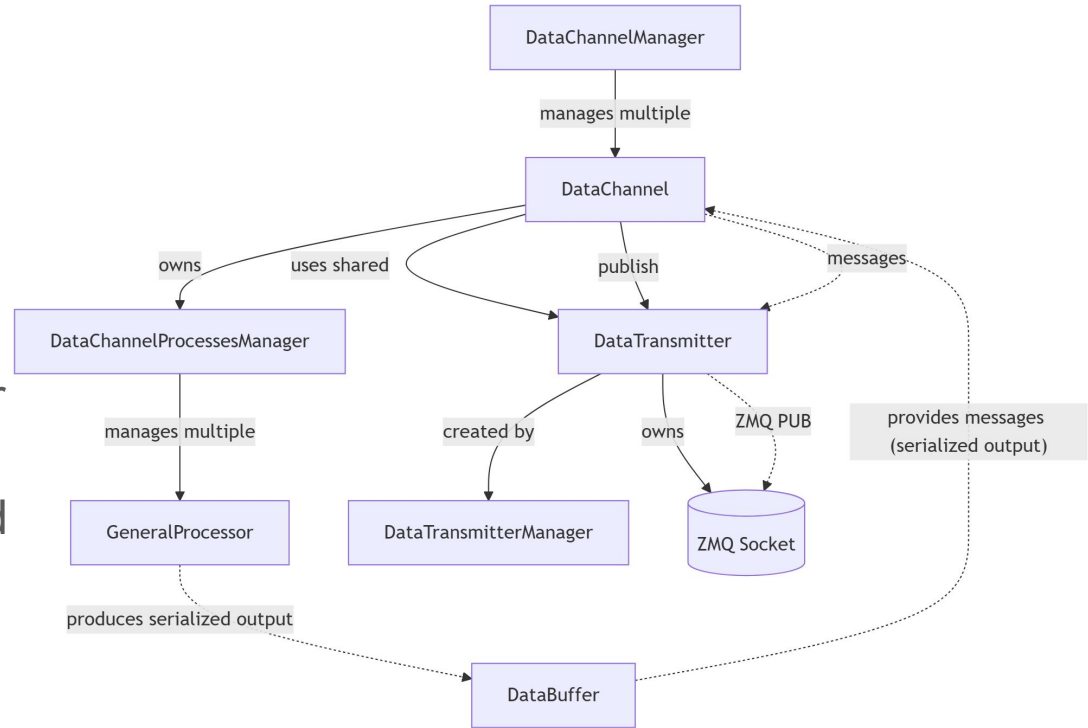 DataChannelManager
manages multiple
DataChannel
owns
uses shared
publish
messages
DataChannelProcessesManager
DataTransmitter
manages multiple
created by
owns
ZMQ PUB
provides messages
(serialized output)
GeneralProcessor
DataTransmitterManager
ZMQ Socket
produces serialized output
DataBuffer